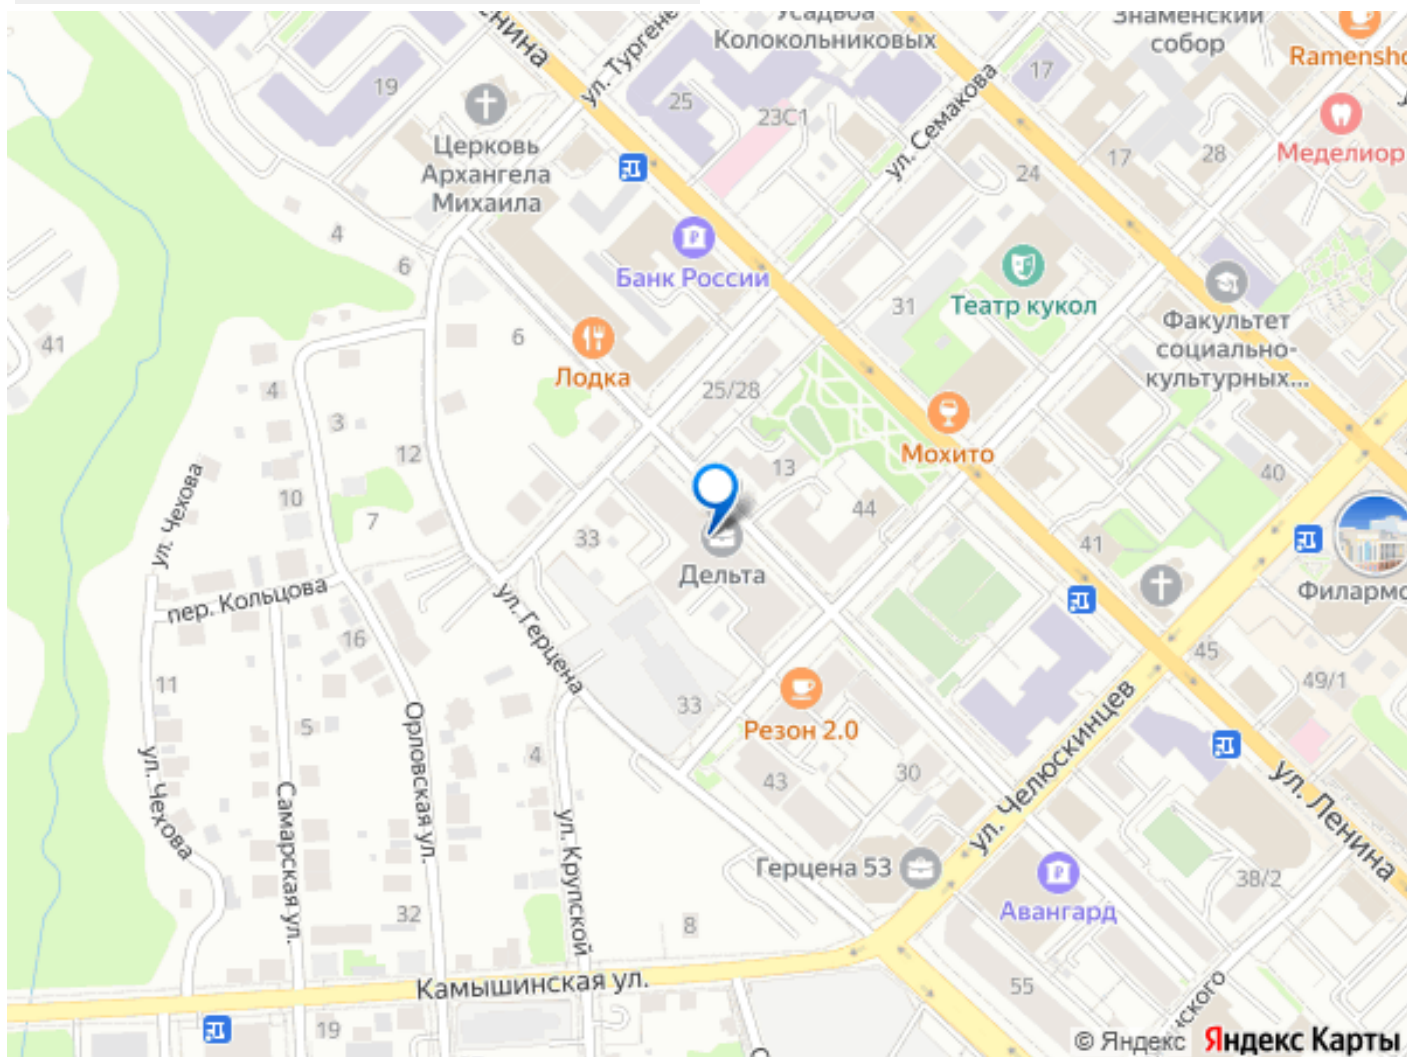 Усадьба
Колокольниковых
Знаменский
собор
Ramensho
ул. Тургене
ул. Семакова
17
19
25
23С1
24
17
28
Меделиор
Церковь
Архангела
Михаила
4
6
Банк России
Театр кукол
31
Факультет
социально-
культурных...
41
6
Лодка
25/28
4
3
12
Мохито
13
40
10
7
44
ул. Чехова
33
Дельта
41
Филармо
пер. Кольцова
16
ул. Герцена
45
49/1
11
33
5
Резон 2.0
Орловская ул.
4
43
30
ул. Челюскинцев
ул. Ленина
ул. Чехова
Самарская ул.
ул. Крупской
Герцена 53
Авангард
38/2
32
8
Камышинская ул.
55
19
© Яндекс Яндекс Карты